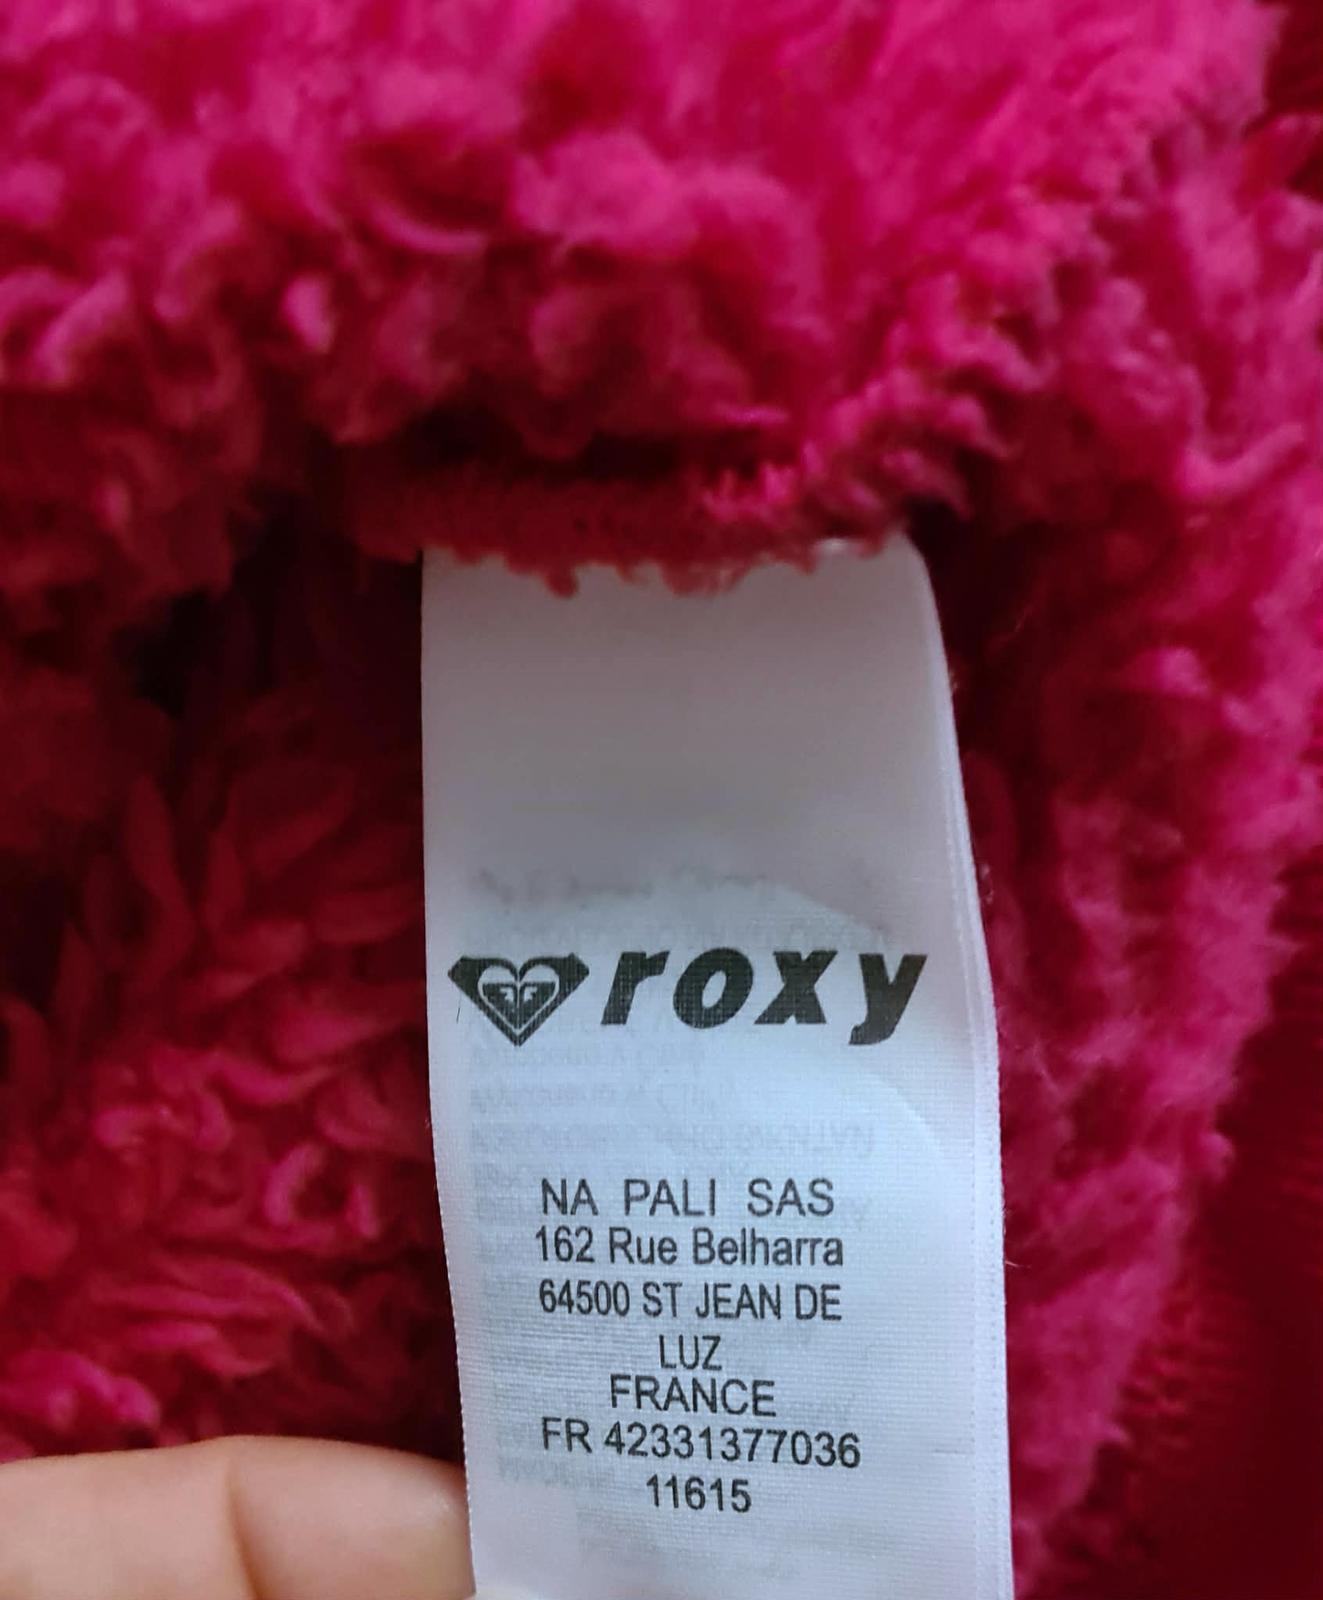 roxy
NA PALI SAS
162 Rue Belharra
64500 ST JEAN DE
LUZ
FRANCE
FR 42331377036
11615